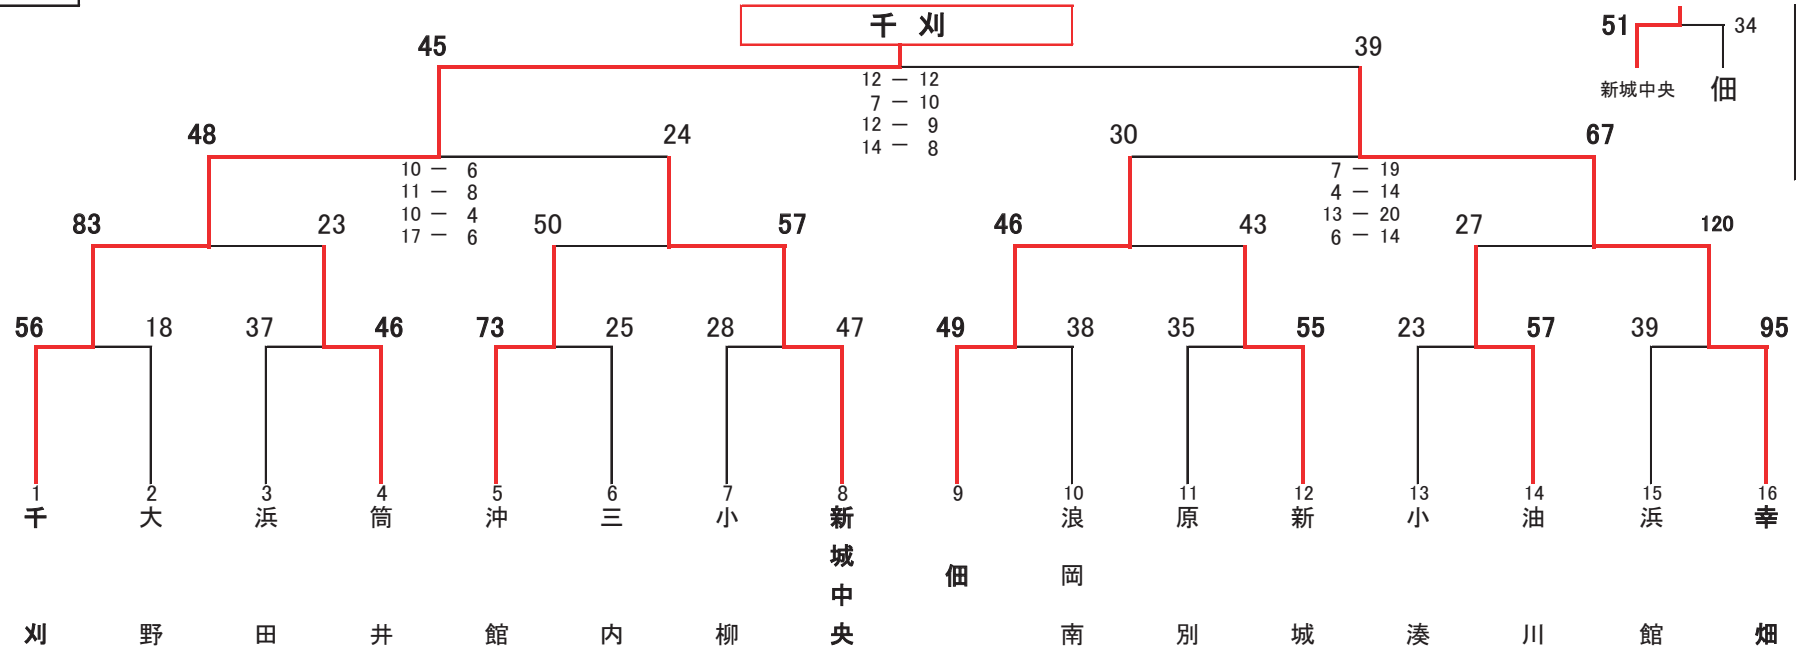 千 刈
51 34
新城中央 佃
45 39
12 － 12
7 － 10
12 － 9
14 － 8
48 24 30 67
10 － 6
11 － 8
10 － 4
17 － 6
7 － 19
4 － 14
13 － 20
6 － 14
83 23 50 57 46 43 27 120
56 18 37 46 73 25 28 47 49 38 35 55 23 57 39 95
1 2 3 4 5 6 7 8 9 10 11 12 13 14 15 16
千刈
大野
浜田
筒井
沖館
三内
小柳
新城中央
佃
浪岡南
原別
新城
小湊
油川
浜館
幸畑